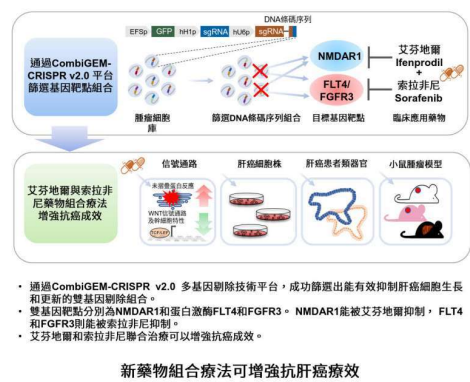 DNA條碼序列
EFSp GFP hH1p sgRNA hU6p sgRNA
通過CombiGEM-
CRISPR v2.0 平台
篩選基因靶點組合
NMDAR1
FLT4/
FGFR3
艾芬地爾
Ifenprodil
+
索拉非尼
Sorafenib
腫瘤細胞
庫
篩選DNA條碼序列組合
目標基因靶點
臨床應用藥物
艾芬地爾與索拉非
尼藥物組合療法
增強抗癌成效
信號通路
肝癌細胞株
肝癌患者類器官
小鼠腫瘤模型
未摺疊蛋白反應
WNT信號通路
及幹細胞特性
TCF/LEF
• 通過CombiGEM-CRISPR v2.0 多基因剔除技術平台，成功篩選出能有效抑制肝癌細胞生長
和更新的雙基因剔除組合。
• 雙基因靶點分別為NMDAR1和蛋白激酶FLT4和FGFR3。 NMDAR1能被艾芬地爾抑制， FLT4
和FGFR3則能被索拉非尼抑制。
• 艾芬地爾和索拉非尼聯合治療可以增強抗癌成效。
新藥物組合療法可增強抗肝癌療效